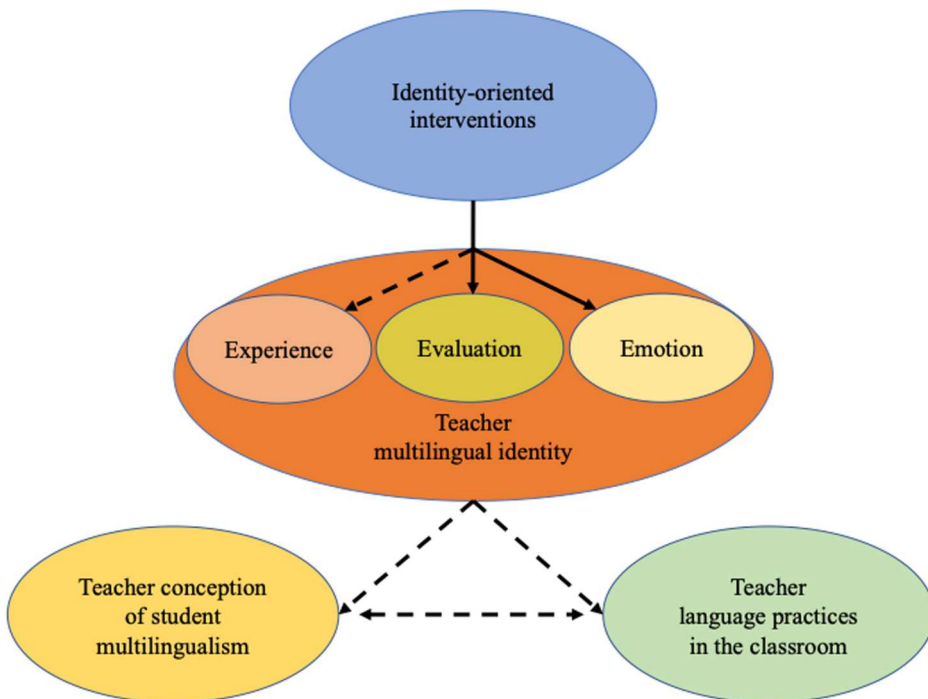 Identity-oriented
interventions
Experience
Evaluation
Emotion
Teacher
multilingual identity
Teacher conception
of student
multilingualism
Teacher
language practices
in the classroom